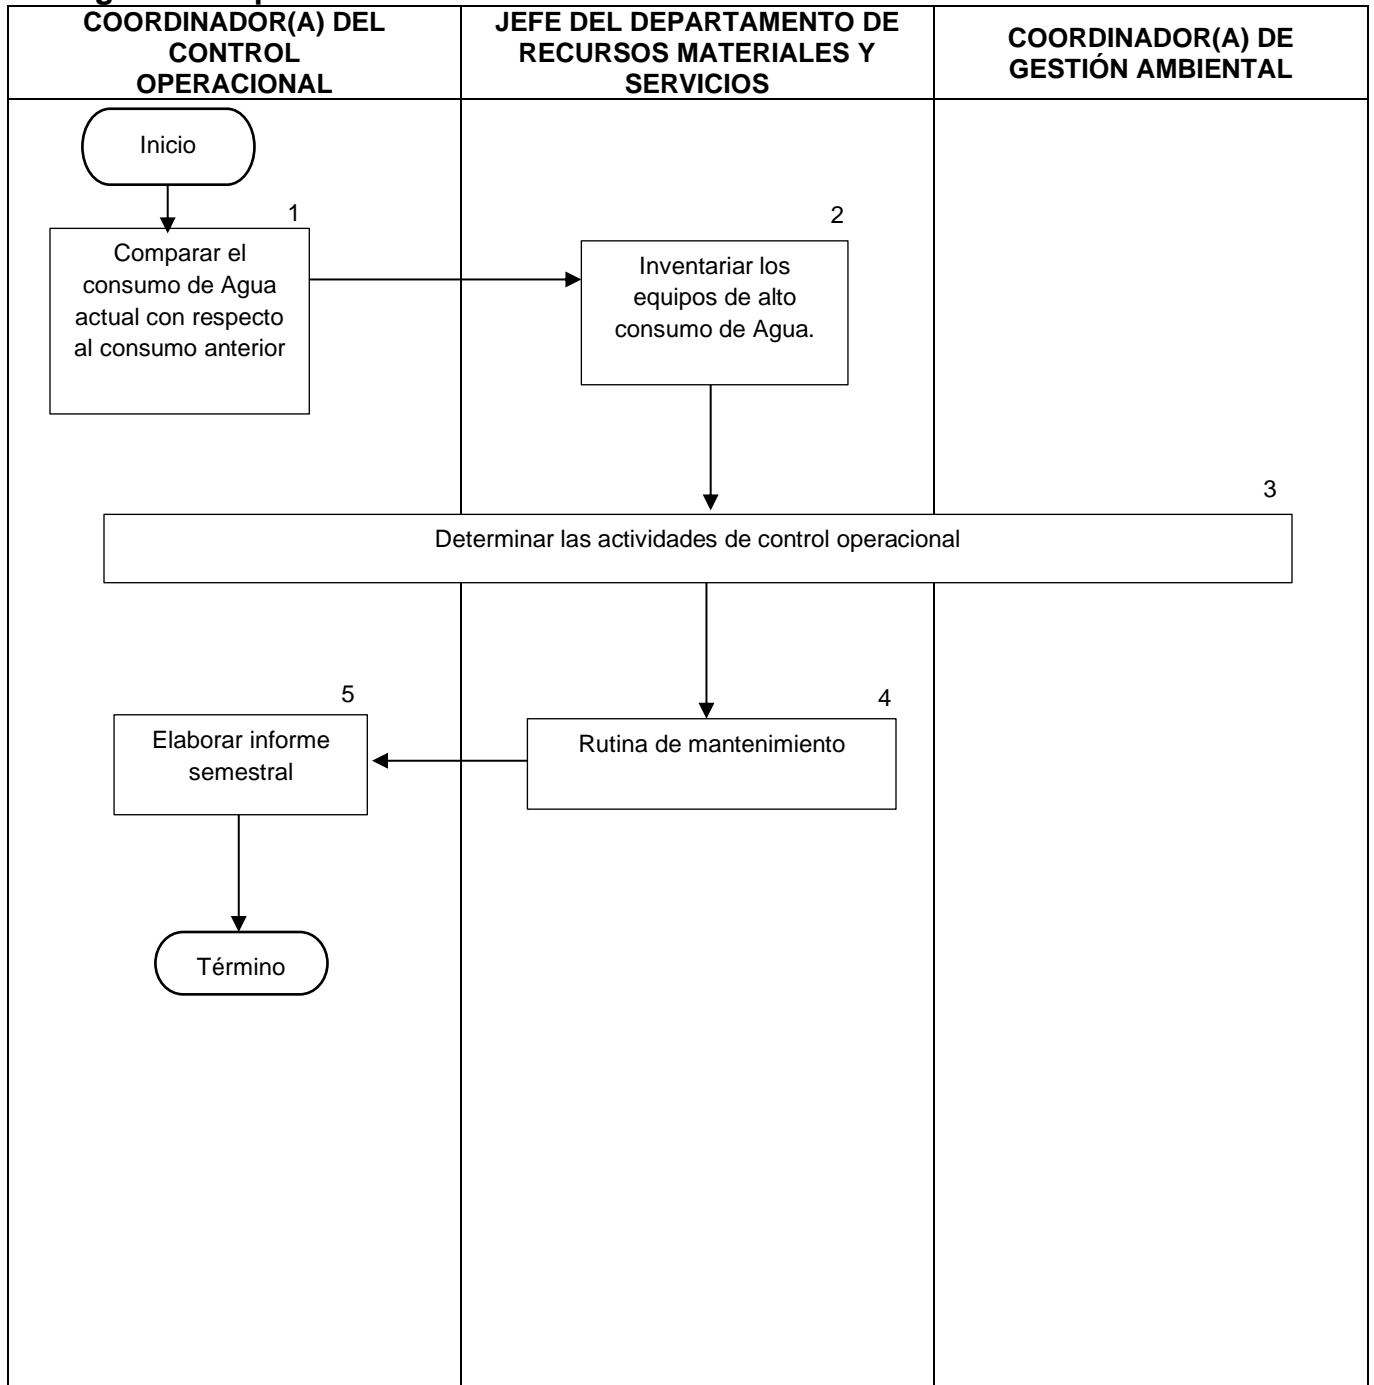 COORDINADOR(A) DEL
CONTROL
OPERACIONAL
JEFE DEL DEPARTAMENTO DE
RECURSOS MATERIALES Y
SERVICIOS
COORDINADOR(A) DE
GESTIÓN AMBIENTAL
Inicio
1
Comparar el
consumo de Agua
actual con respecto
al consumo anterior
2
Inventariar los
equipos de alto
consumo de Agua.
3
Determinar las actividades de control operacional
4
Rutina de mantenimiento
5
Elaborar informe
semestral
Término